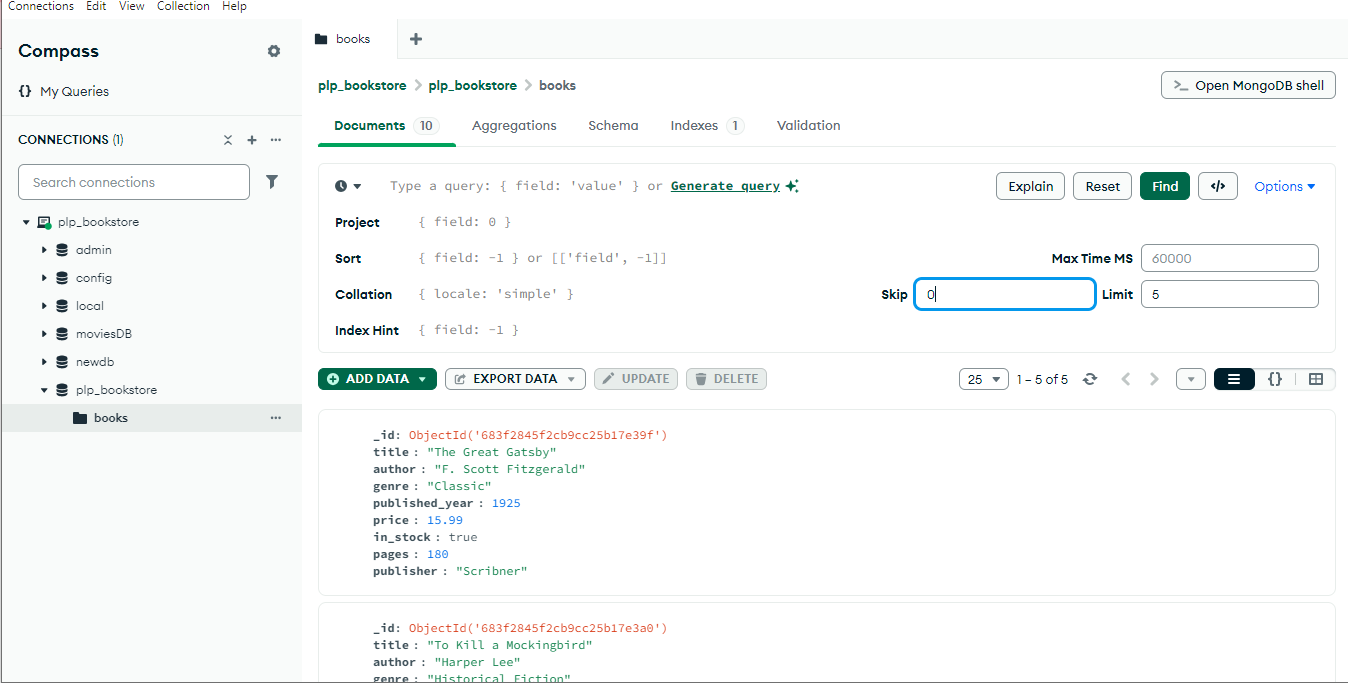 Connections Edit View Collection Help
Compass
{} My Queries
CONNECTIONS (1)
Search connections
plp_bookstore
admin
config
local
moviesDB
newdb
plp_bookstore
books
books
plp_bookstore > plp_bookstore > books
>_ Open MongoDB shell
Documents 10 Aggregations Schema Indexes 1 Validation
Type a query: { field: 'value' } or Generate query
Explain Reset Find </> Options
Project { field: 0 }
Sort { field: -1 } or [['field', -1]]
Max Time MS 60000
Collation { locale: 'simple' }
Skip 0 Limit 5
Index Hint { field: -1 }
ADD DATA EXPORT DATA UPDATE DELETE
25 1 – 5 of 5 {}
_id: ObjectId('683f2845f2cb9cc25b17e39f')
title : "The Great Gatsby"
author : "F. Scott Fitzgerald"
genre : "Classic"
published_year : 1925
price : 15.99
in_stock : true
pages : 180
publisher : "Scribner"
_id: ObjectId('683f2845f2cb9cc25b17e3a0')
title : "To Kill a Mockingbird"
author : "Harper Lee"
genre : "Historical Fiction"